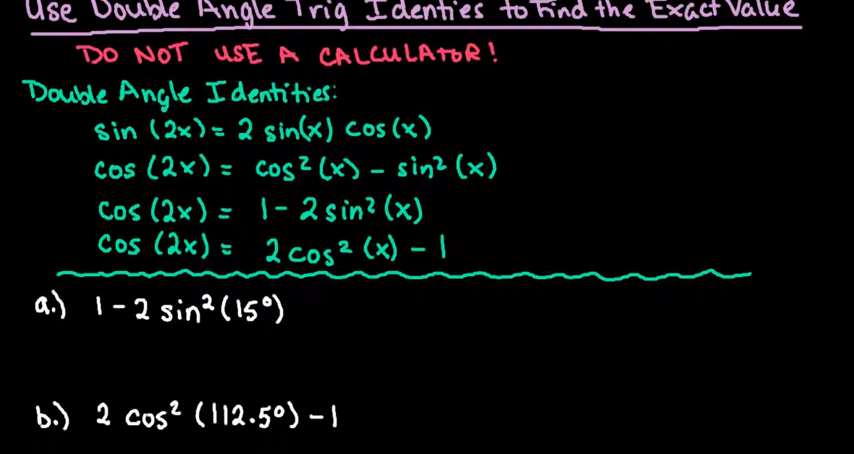 Use Double Angle Trig Identies to Find the Exact Value
DO NOT USE A CALCULATOR!
Double Angle Identities:
sin (2x) = 2 sin(x) cos(x)
cos (2x) = cos² (x) - sin² (x)
cos (2x) = 1 - 2 sin² (x)
cos (2x) = 2 cos² (x) - 1
a.) 1 - 2 sin² (15°)
b.) 2 cos² (112.5°) - 1